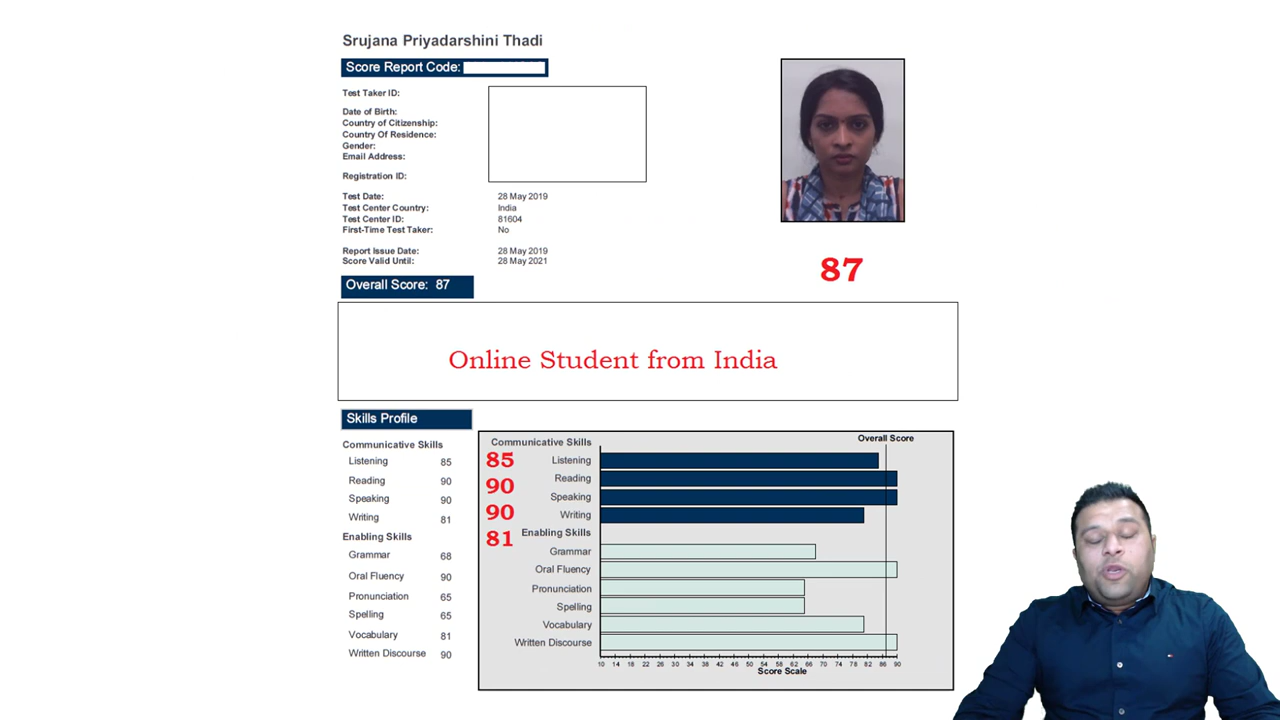 Srujana Priyadarshini Thadi
Score Report Code:
Test Taker ID:
Date of Birth:
Country of Citizenship:
Country Of Residence:
Gender:
Email Address:
Registration ID:
Test Date: 28 May 2019
Test Center Country: India
Test Center ID: 81604
First-Time Test Taker: No
Report Issue Date: 28 May 2019
Score Valid Until: 28 May 2021
87
Overall Score: 87
Online Student from India
Skills Profile
Communicative Skills
Listening 85
Reading 90
Speaking 90
Writing 81
Enabling Skills
Grammar 68
Oral Fluency 90
Pronunciation 65
Spelling 65
Vocabulary 81
Written Discourse 90
Overall Score
Communicative Skills
85 Listening
90 Reading
90 Speaking
Writing
81 Enabling Skills
Grammar
Oral Fluency
Pronunciation
Spelling
Vocabulary
Written Discourse
10 14 18 22 26 30 34 38 42 46 50 54 58 62 66 70 74 78 82 86 90
Score Scale